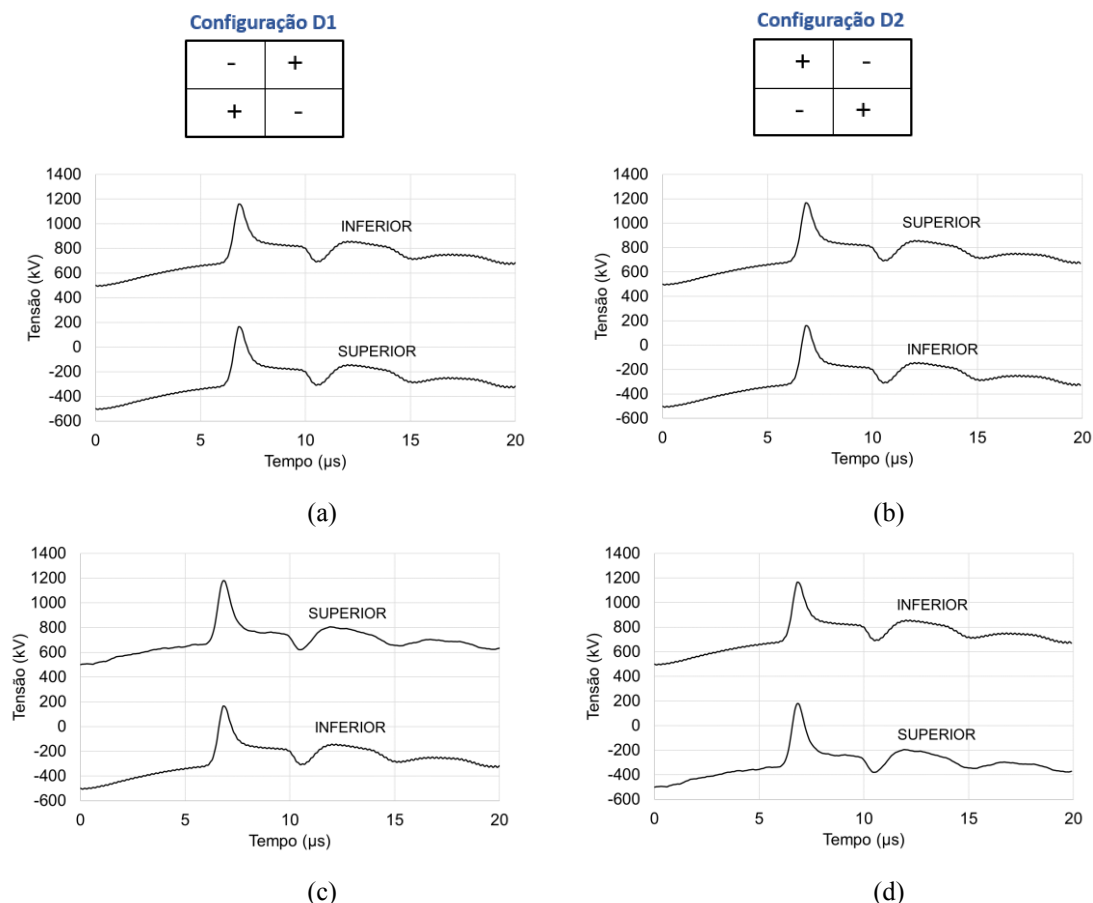 Configuração D1
- +
+ -
Configuração D2
+ -
- +
1400
1200
1000
800
600
400
200
0
-200
-400
-600
Tensão (kV)
INFERIOR
SUPERIOR
0 5 10 15 20
Tempo (µs)
(a)
1400
1200
1000
800
600
400
200
0
-200
-400
-600
Tensão (kV)
SUPERIOR
INFERIOR
0 5 10 15 20
Tempo (µs)
(b)
1400
1200
1000
800
600
400
200
0
-200
-400
-600
Tensão (kV)
SUPERIOR
INFERIOR
0 5 10 15 20
Tempo (µs)
(c)
1400
1200
1000
800
600
400
200
0
-200
-400
-600
Tensão (kV)
INFERIOR
SUPERIOR
0 5 10 15 20
Tempo (µs)
(d)